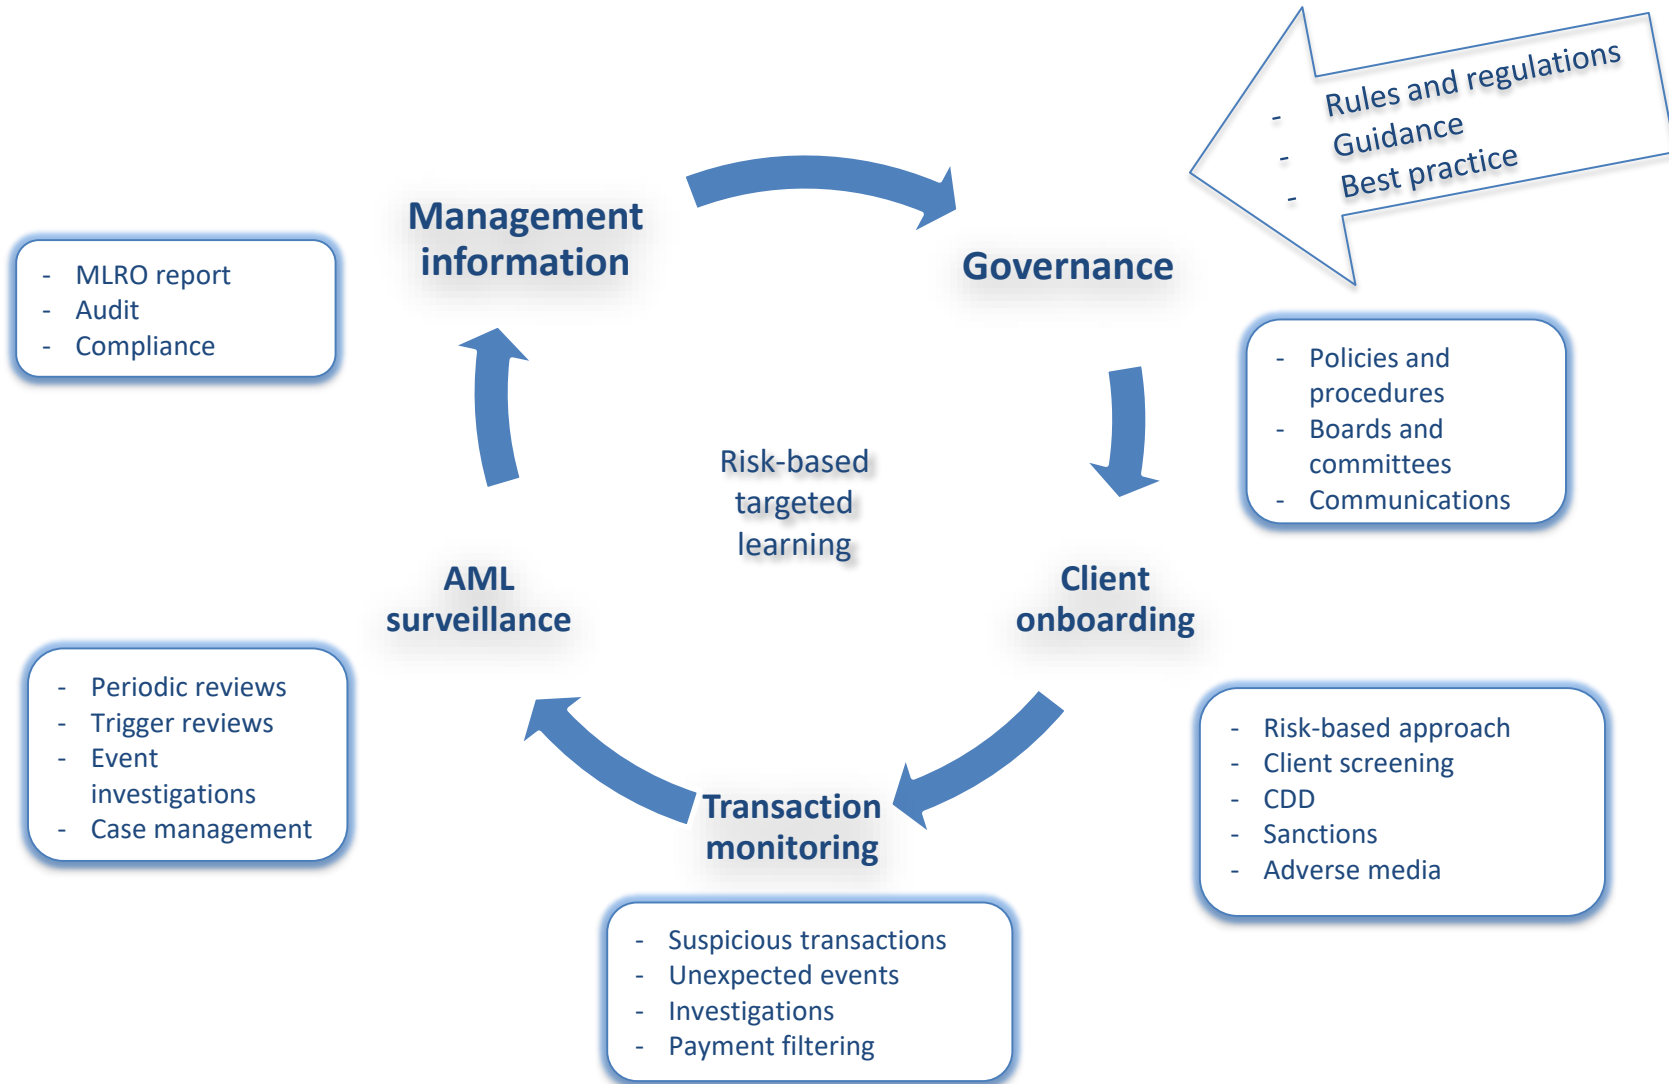 - Rules and regulations
- Guidance
- Best practice
Management
information
Governance
- MLRO report
- Audit
- Compliance
- Policies and
procedures
- Boards and
committees
- Communications
Risk-based
targeted
learning
AML
surveillance
Client
onboarding
- Periodic reviews
- Trigger reviews
- Event
investigations
- Case management
- Risk-based approach
- Client screening
- CDD
- Sanctions
- Adverse media
Transaction
monitoring
- Suspicious transactions
- Unexpected events
- Investigations
- Payment filtering